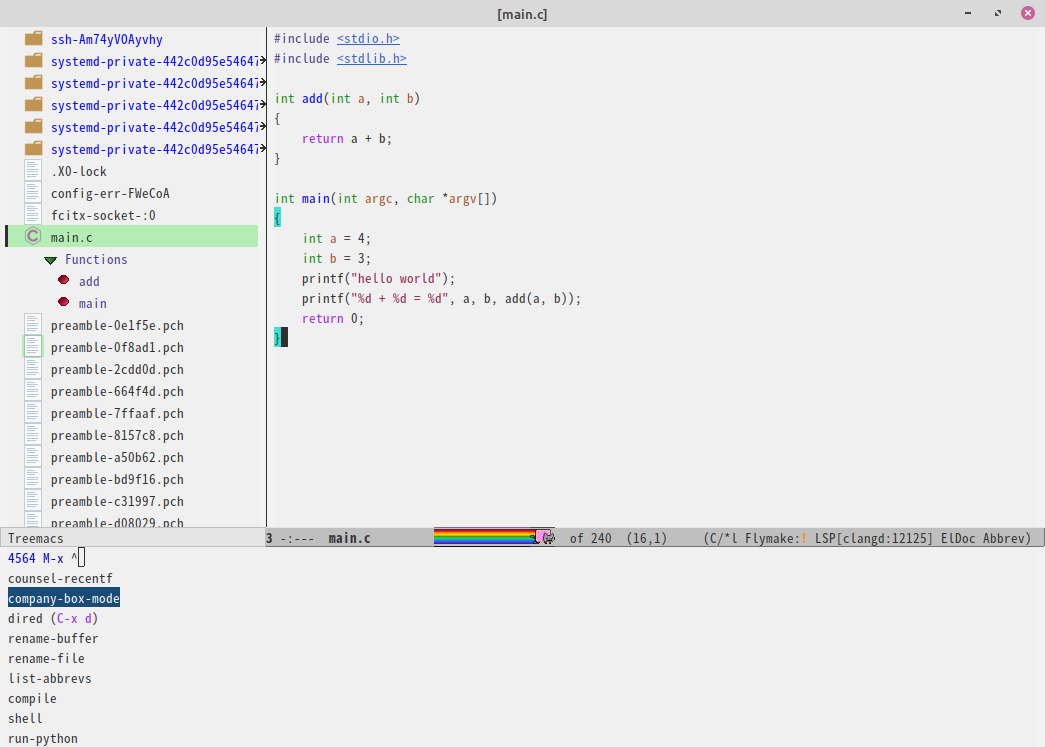 [main.c]
ssh-Am74yVOAyvhy
systemd-private-442c0d95e54647
systemd-private-442c0d95e54647
systemd-private-442c0d95e54647
systemd-private-442c0d95e54647
systemd-private-442c0d95e54647
.X0-lock
config-err-FWeCoA
fcitx-socket-:0
main.c
Functions
add
main
preamble-0e1f5e.pch
preamble-0f8ad1.pch
preamble-2cdd0d.pch
preamble-664f4d.pch
preamble-7ffaaf.pch
preamble-8157c8.pch
preamble-a50b62.pch
preamble-bd9f16.pch
preamble-c31997.pch
preamble-d08029.pch
#include <stdio.h>
#include <stdlib.h>
int add(int a, int b)
{
return a + b;
}
int main(int argc, char *argv[])
{
int a = 4;
int b = 3;
printf("hello world");
printf("%d + %d = %d", a, b, add(a, b));
return 0;
}
Treemacs
3 -:--- main.c of 240 (16,1) (C/*l Flymake:! LSP[clangd:12125] ElDoc Abbrev)
4564 M-x ^
counsel-recentf
company-box-mode
dired (C-x d)
rename-buffer
rename-file
list-abbrevs
compile
shell
run-python